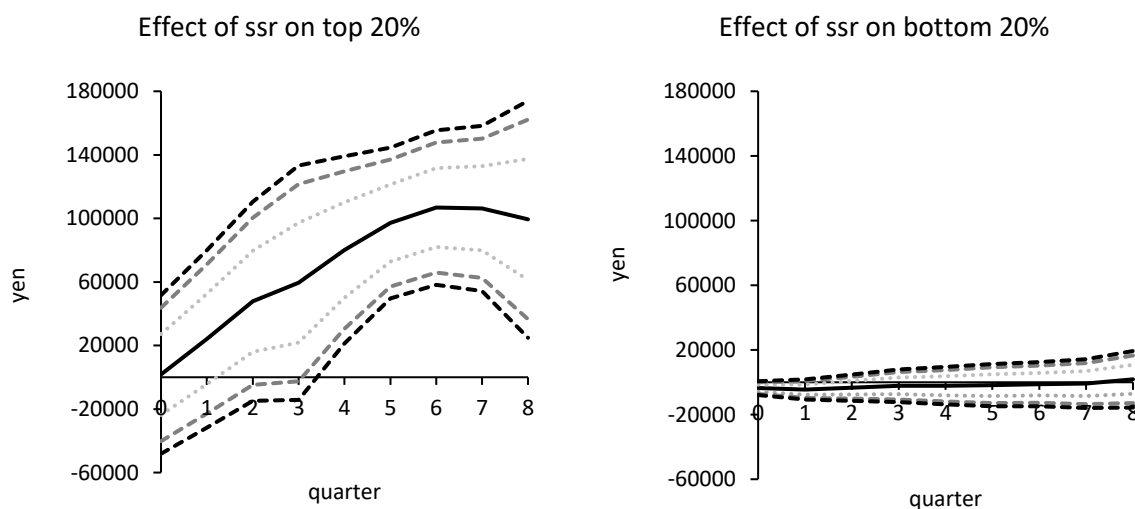 Effect of ssr on top 20%
180000
140000
100000
60000
20000
-20000
-60000
yen
0 1 2 3 4 5 6 7 8
quarter
Effect of ssr on bottom 20%
180000
140000
100000
60000
20000
-20000
-60000
yen
0 1 2 3 4 5 6 7 8
quarter